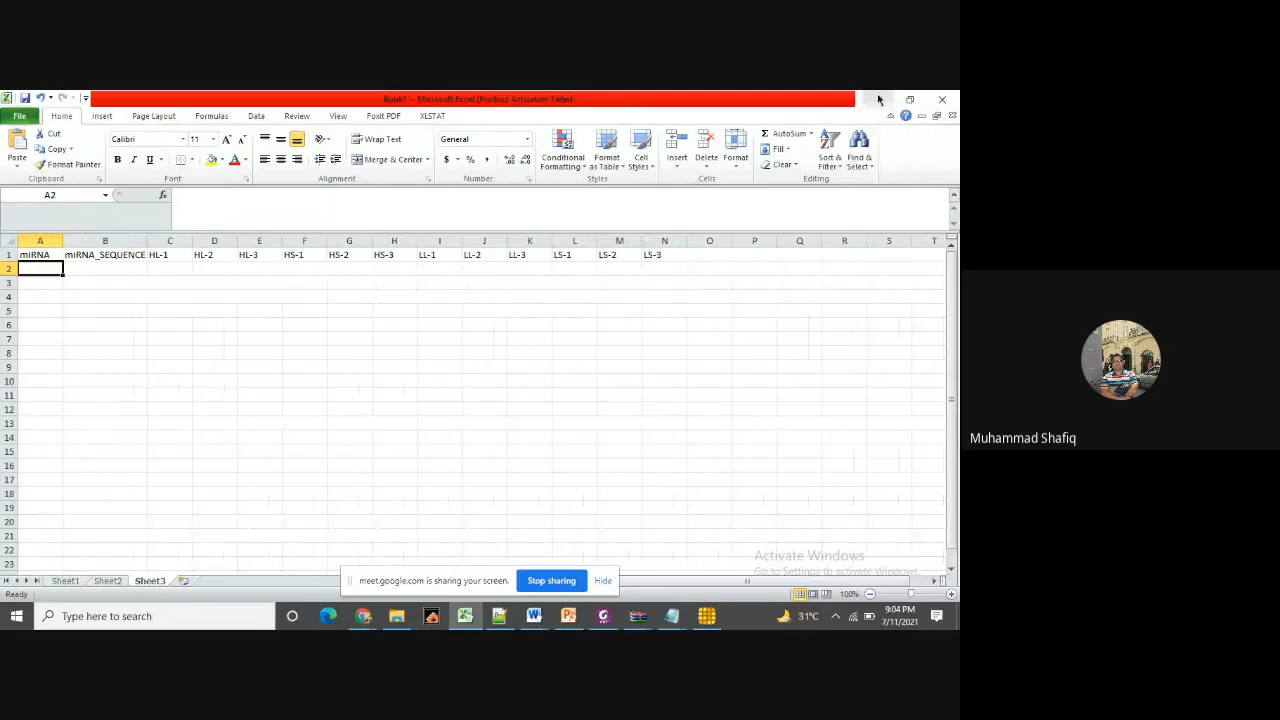 Book1 - Microsoft Excel (Product Activation Failed)
File Home Insert Page Layout Formulas Data Review View Foxit PDF XLSTAT
Cut Calibri 11 Wrap Text General AutoSum
Copy Fill
Paste Format Painter B I U Merge & Center $ % , Conditional Formatting Format as Table Cell Styles Insert Delete Format Clear Sort & Filter Find & Select
Clipboard Font Alignment Number Styles Cells Editing
A2 fx
A B C D E F G H I J K L M N O P Q R S T
1 miRNA miRNA_SEQUENCE HL-1 HL-2 HL-3 HS-1 HS-2 HS-3 LL-1 LL-2 LL-3 LS-1 LS-2 LS-3
2
3
4
5
6
7
8
9
10
11
12
13
14
15
16
17
18
19
20
21
22
23
Activate Windows
Go to Settings to activate Windows.
Sheet1 Sheet2 Sheet3
meet.google.com is sharing your screen. Stop sharing Hide
Ready 100%
Type here to search 31°C 9:04 PM
7/11/2021
Muhammad Shafiq